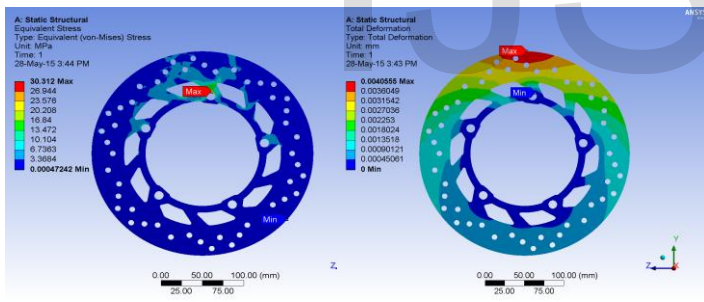 A: Static Structural
Equivalent Stress
Type: Equivalent (von-Mises) Stress
Unit: MPa
Time: 1
28-May-15 3:44 PM
30.312 Max
26.944
23.576
20.208
16.84
13.472
10.104
6.7363
3.3684
0.00047242 Min
Max
Min
0.00
50.00
100.00 (mm)
25.00
75.00
Z
A: Static Structural
Total Deformation
Type: Total Deformation
Unit: mm
Time: 1
28-May-15 3:43 PM
0.0040555 Max
0.0036049
0.0031542
0.0027036
0.002253
0.0018024
0.0013518
0.00090121
0.00045061
0 Min
Max
Min
0.00
50.00
100.00 (mm)
25.00
75.00
ANSYS
Y
Z
X